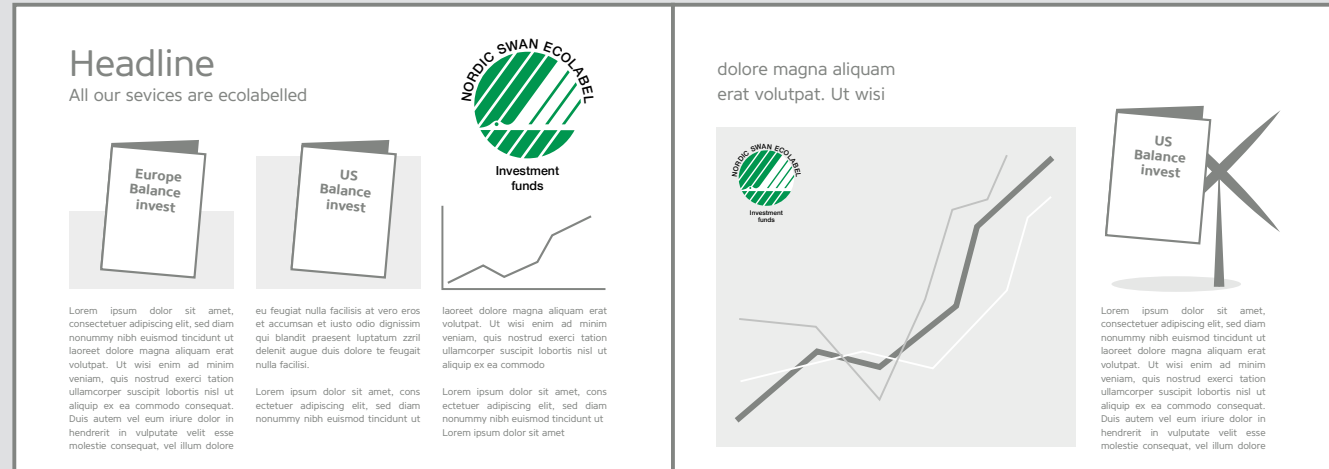 Headline
All our sevices are ecolabelled
NORDIC SWAN ECOLABEL
Investment
funds
Europe
Balance
invest
US
Balance
invest
Lorem ipsum dolor sit amet,
consectetuer adipiscing elit, sed diam
nonummy nibh euismod tincidunt ut
laoreet dolore magna aliquam erat
volutpat. Ut wisi enim ad minim
veniam, quis nostrud exerci tation
ullamcorper suscipit lobortis nisl ut
aliquip ex ea commodo consequat.
Duis autem vel eum iriure dolor in
hendrerit in vulputate velit esse
molestie consequat, vel illum dolore
eu feugiat nulla facilisis at vero eros
et accumsan et iusto odio dignissim
qui blandit praesent luptatum zzril
delenit augue duis dolore te feugait
nulla facilisi.
Lorem ipsum dolor sit amet, cons
ectetuer adipiscing elit, sed diam
nonummy nibh euismod tincidunt ut
laoreet dolore magna aliquam erat
volutpat. Ut wisi enim ad minim
veniam, quis nostrud exerci tation
ullamcorper suscipit lobortis nisl ut
aliquip ex ea commodo
Lorem ipsum dolor sit amet, cons
ectetuer adipiscing elit, sed diam
nonummy nibh euismod tincidunt ut
Lorem ipsum dolor sit amet
dolore magna aliquam
erat volutpat. Ut wisi
NORDIC SWAN ECOLABEL
Investment
funds
US
Balance
invest
Lorem ipsum dolor sit amet,
consectetuer adipiscing elit, sed diam
nonummy nibh euismod tincidunt ut
laoreet dolore magna aliquam erat
volutpat. Ut wisi enim ad minim
veniam, quis nostrud exerci tation
ullamcorper suscipit lobortis nisl ut
aliquip ex ea commodo consequat.
Duis autem vel eum iriure dolor in
hendrerit in vulputate velit esse
molestie consequat, vel illum dolore